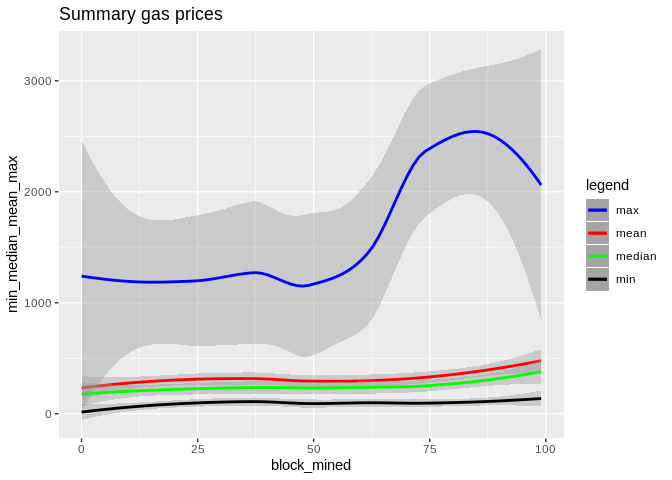 Summary gas prices
min_median_mean_max
3000
2000
1000
0
0 25 50 75 100
block_mined
legend
max
mean
median
min